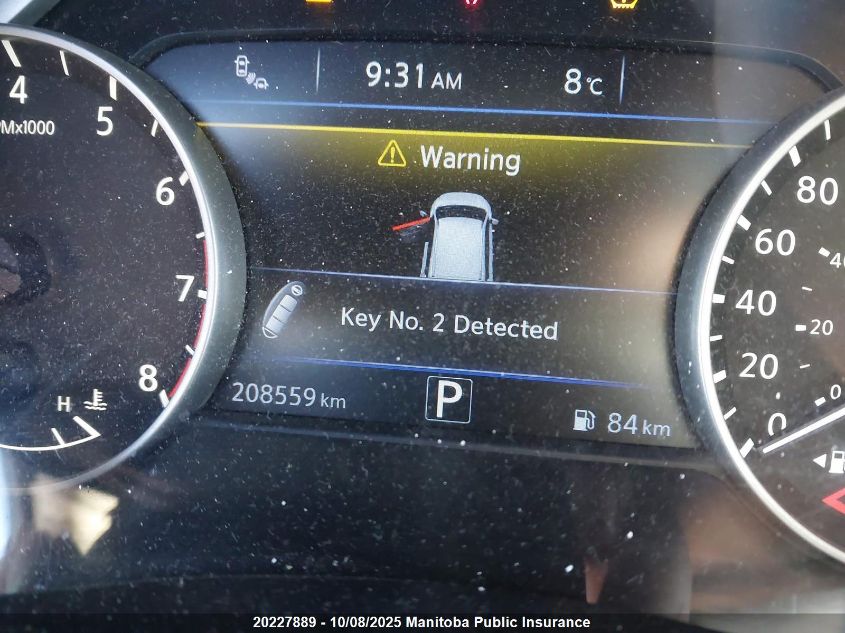 9:31 AM
8°C
Warning
Key No. 2 Detected
208559 km
P
84 km
4
5
6
7
8
H
80
60
40
20
0
20
0
20227889 - 10/08/2025 Manitoba Public Insurance